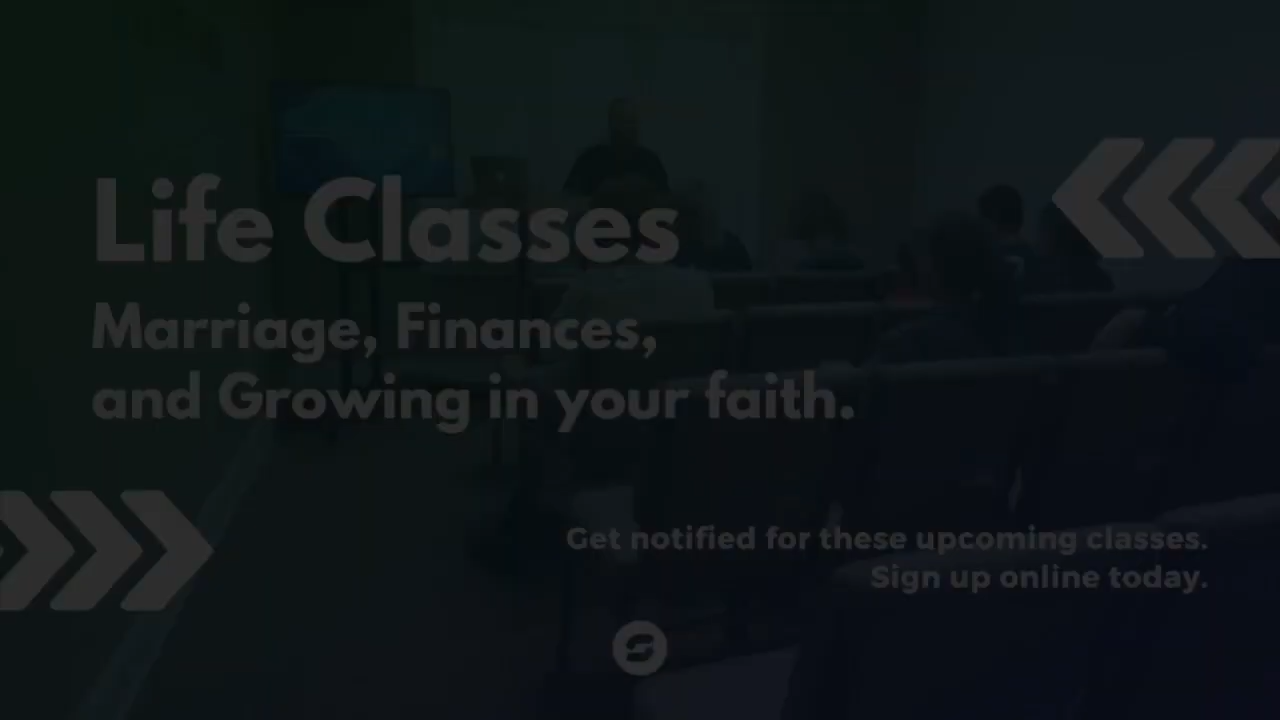 Life Classes
Marriage, Finances,
and Growing in your faith.
Get notified for these upcoming classes.
Sign up online today.